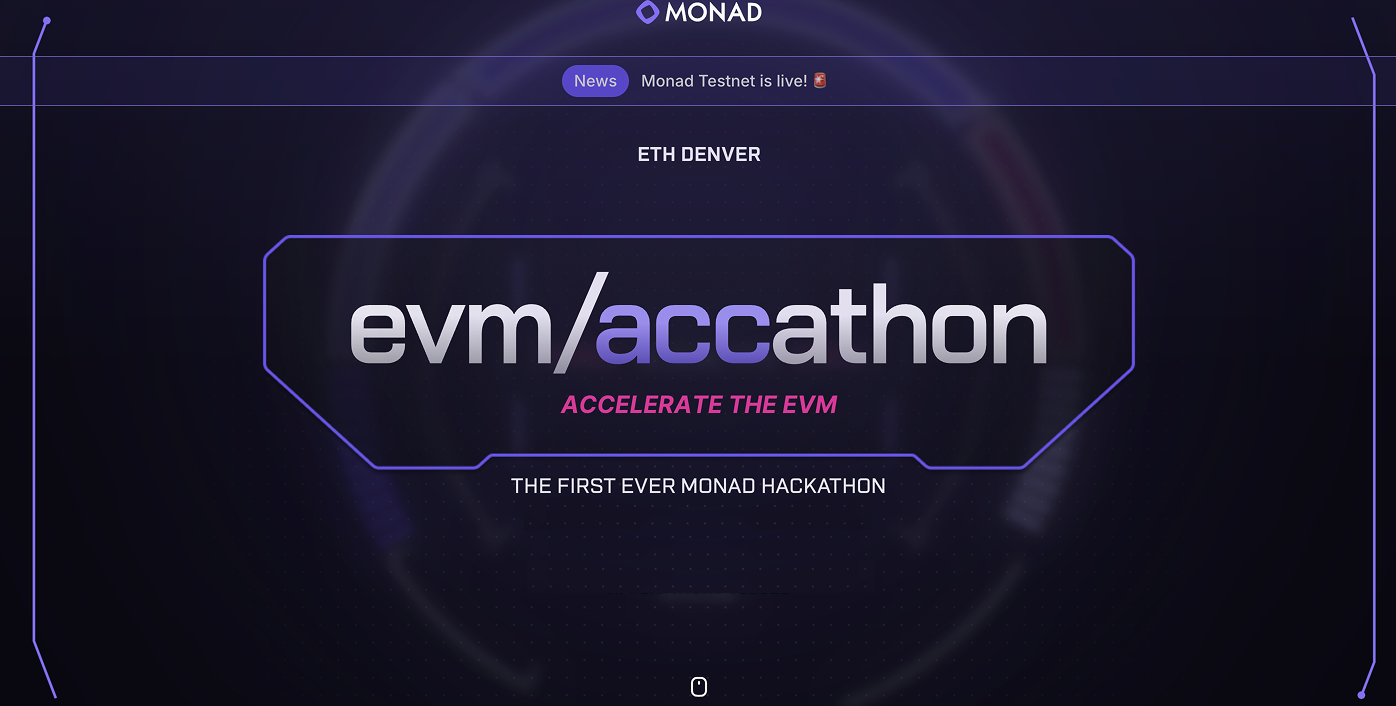 MONAD
News Monad Testnet is live! 🚨
ETH DENVER
evm/accathon
ACCELERATE THE EVM
THE FIRST EVER MONAD HACKATHON